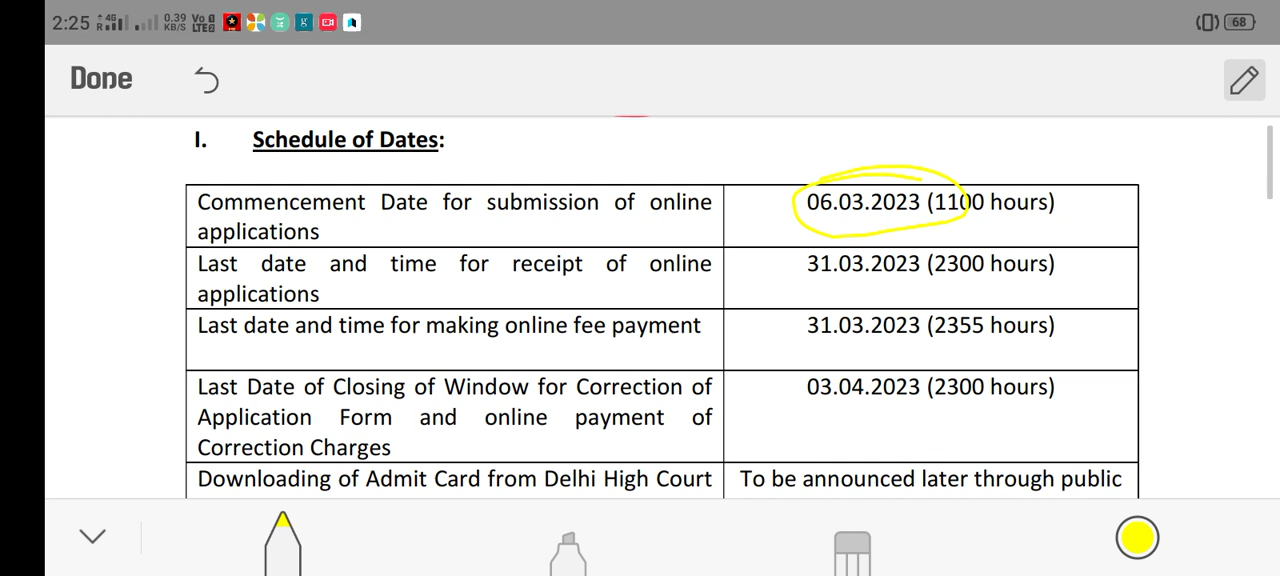 2:25 4G R 0.39 KB/S Vo LTE 68
Done
I. Schedule of Dates:
Commencement Date for submission of online applications
06.03.2023 (1100 hours)
Last date and time for receipt of online applications
31.03.2023 (2300 hours)
Last date and time for making online fee payment
31.03.2023 (2355 hours)
Last Date of Closing of Window for Correction of Application Form and online payment of Correction Charges
03.04.2023 (2300 hours)
Downloading of Admit Card from Delhi High Court
To be announced later through public